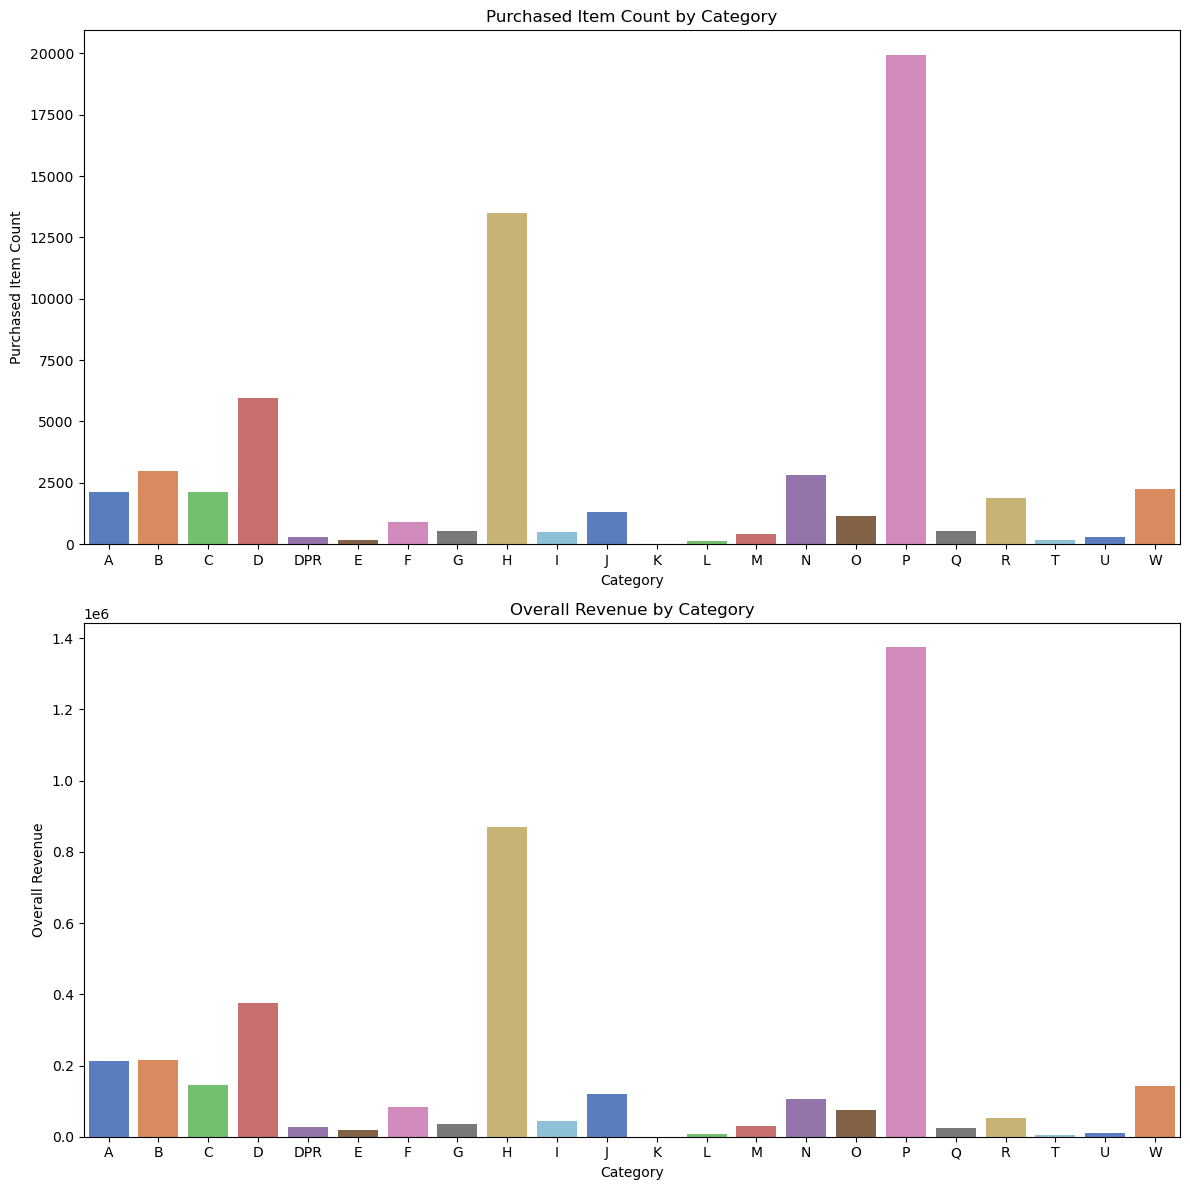 Purchased Item Count by Category
20000
17500
15000
12500
10000
7500
5000
2500
0
Purchased Item Count
A B C D DPR E F G H I J K L M N O P Q R T U W
Category
Overall Revenue by Category
1e6
1.4
1.2
1.0
0.8
0.6
0.4
0.2
0.0
Overall Revenue
A B C D DPR E F G H I J K L M N O P Q R T U W
Category